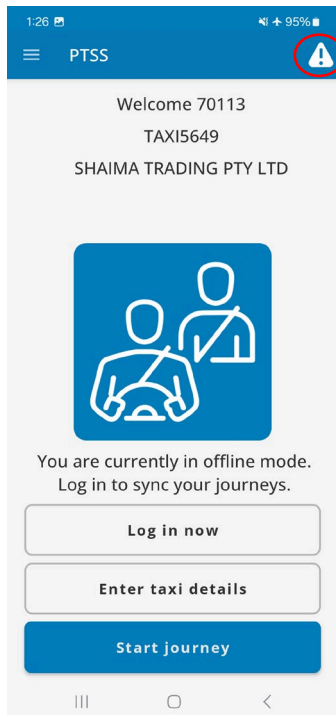 1:26 95%
PTSS
Welcome 70113
TAXI5649
SHAIMA TRADING PTY LTD
You are currently in offline mode.
Log in to sync your journeys.
Log in now
Enter taxi details
Start journey